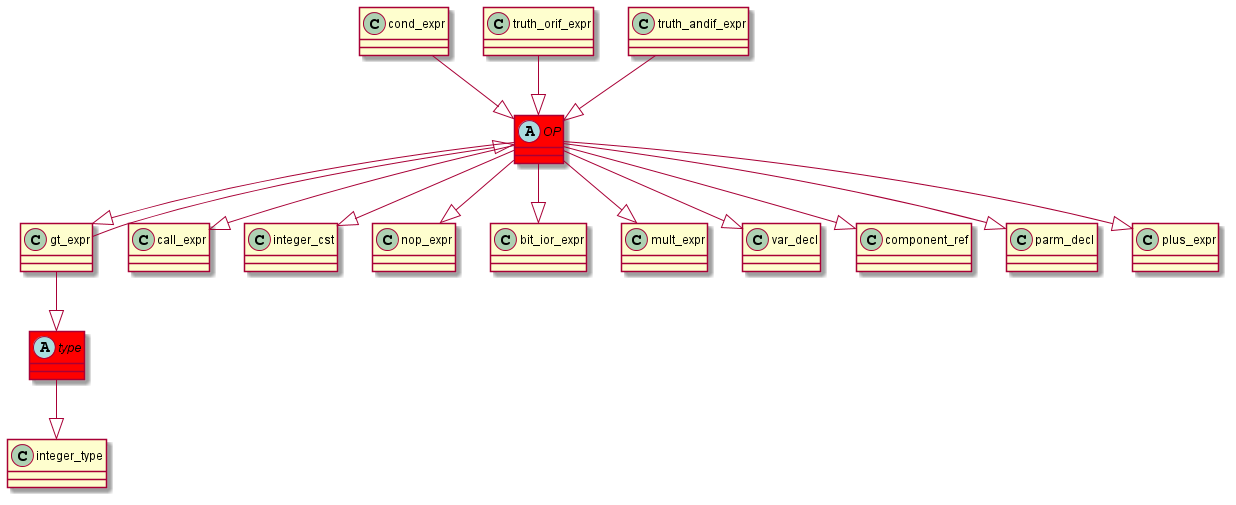 C cond_expr
C truth_orif_expr
C truth_andif_expr
A OP
C gt_expr
C call_expr
C integer_cst
C nop_expr
C bit_ior_expr
C mult_expr
C var_decl
C component_ref
C parm_decl
C plus_expr
A type
C integer_type